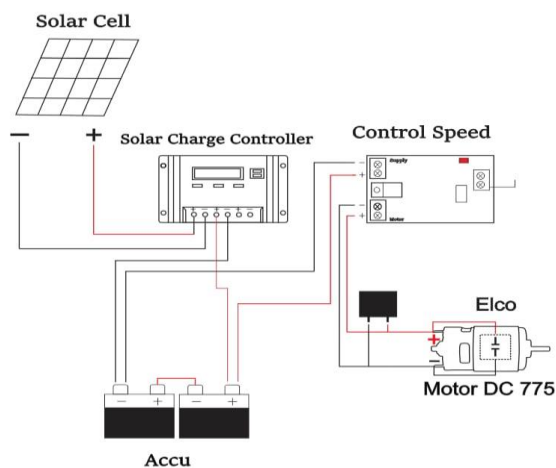 Solar Cell
− +
Solar Charge Controller
Control Speed
− Supply
+
−
+ Motor
+ − + − + −
Elco
+
−
Motor DC 775
− + − +
Accu